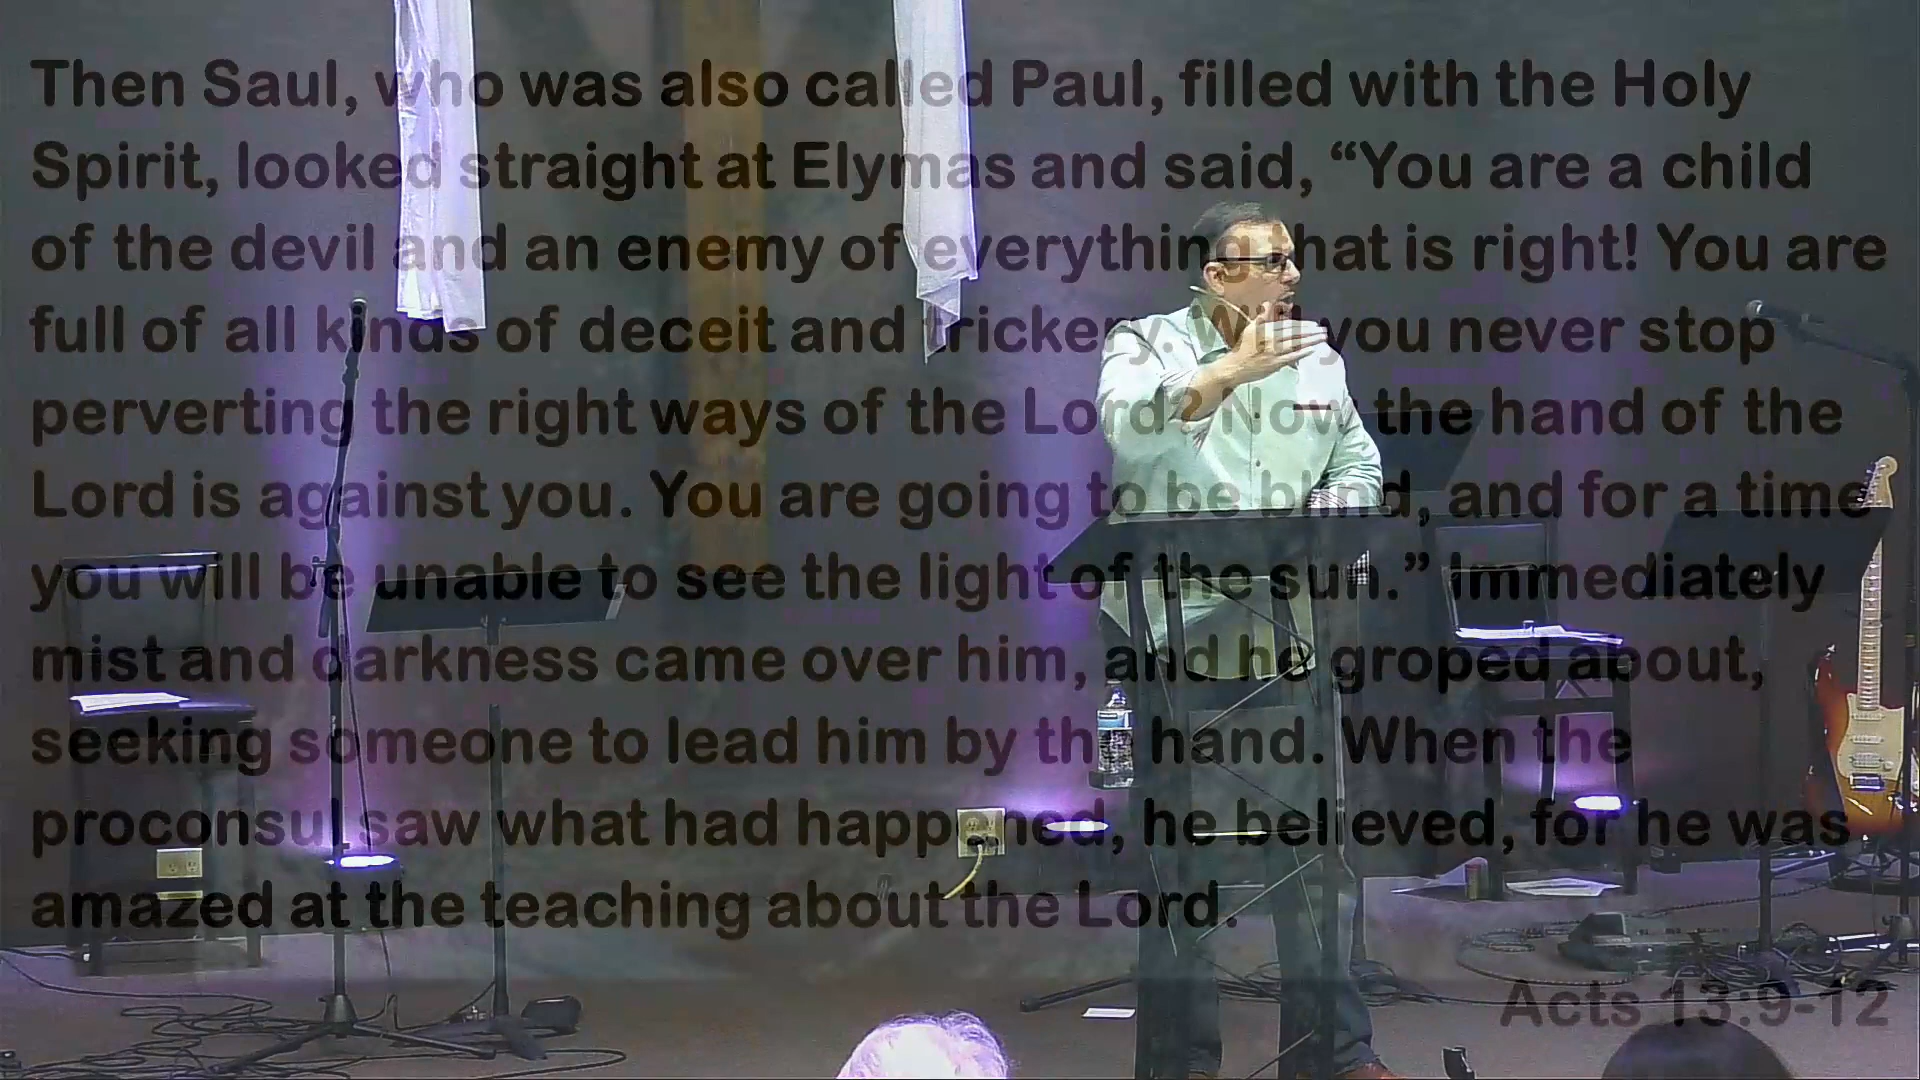 Then Saul, who was also called Paul, filled with the Holy
Spirit, looked straight at Elymas and said, “You are a child
of the devil and an enemy of everything that is right! You are
full of all kinds of deceit and trickery. Will you never stop
perverting the right ways of the Lord? Now the hand of the
Lord is against you. You are going to be blind, and for a time
you will be unable to see the light of the sun.” Immediately
mist and darkness came over him, and he groped about,
seeking someone to lead him by the hand. When the
proconsul saw what had happened, he believed, for he was
amazed at the teaching about the Lord.
Acts 13:9-12